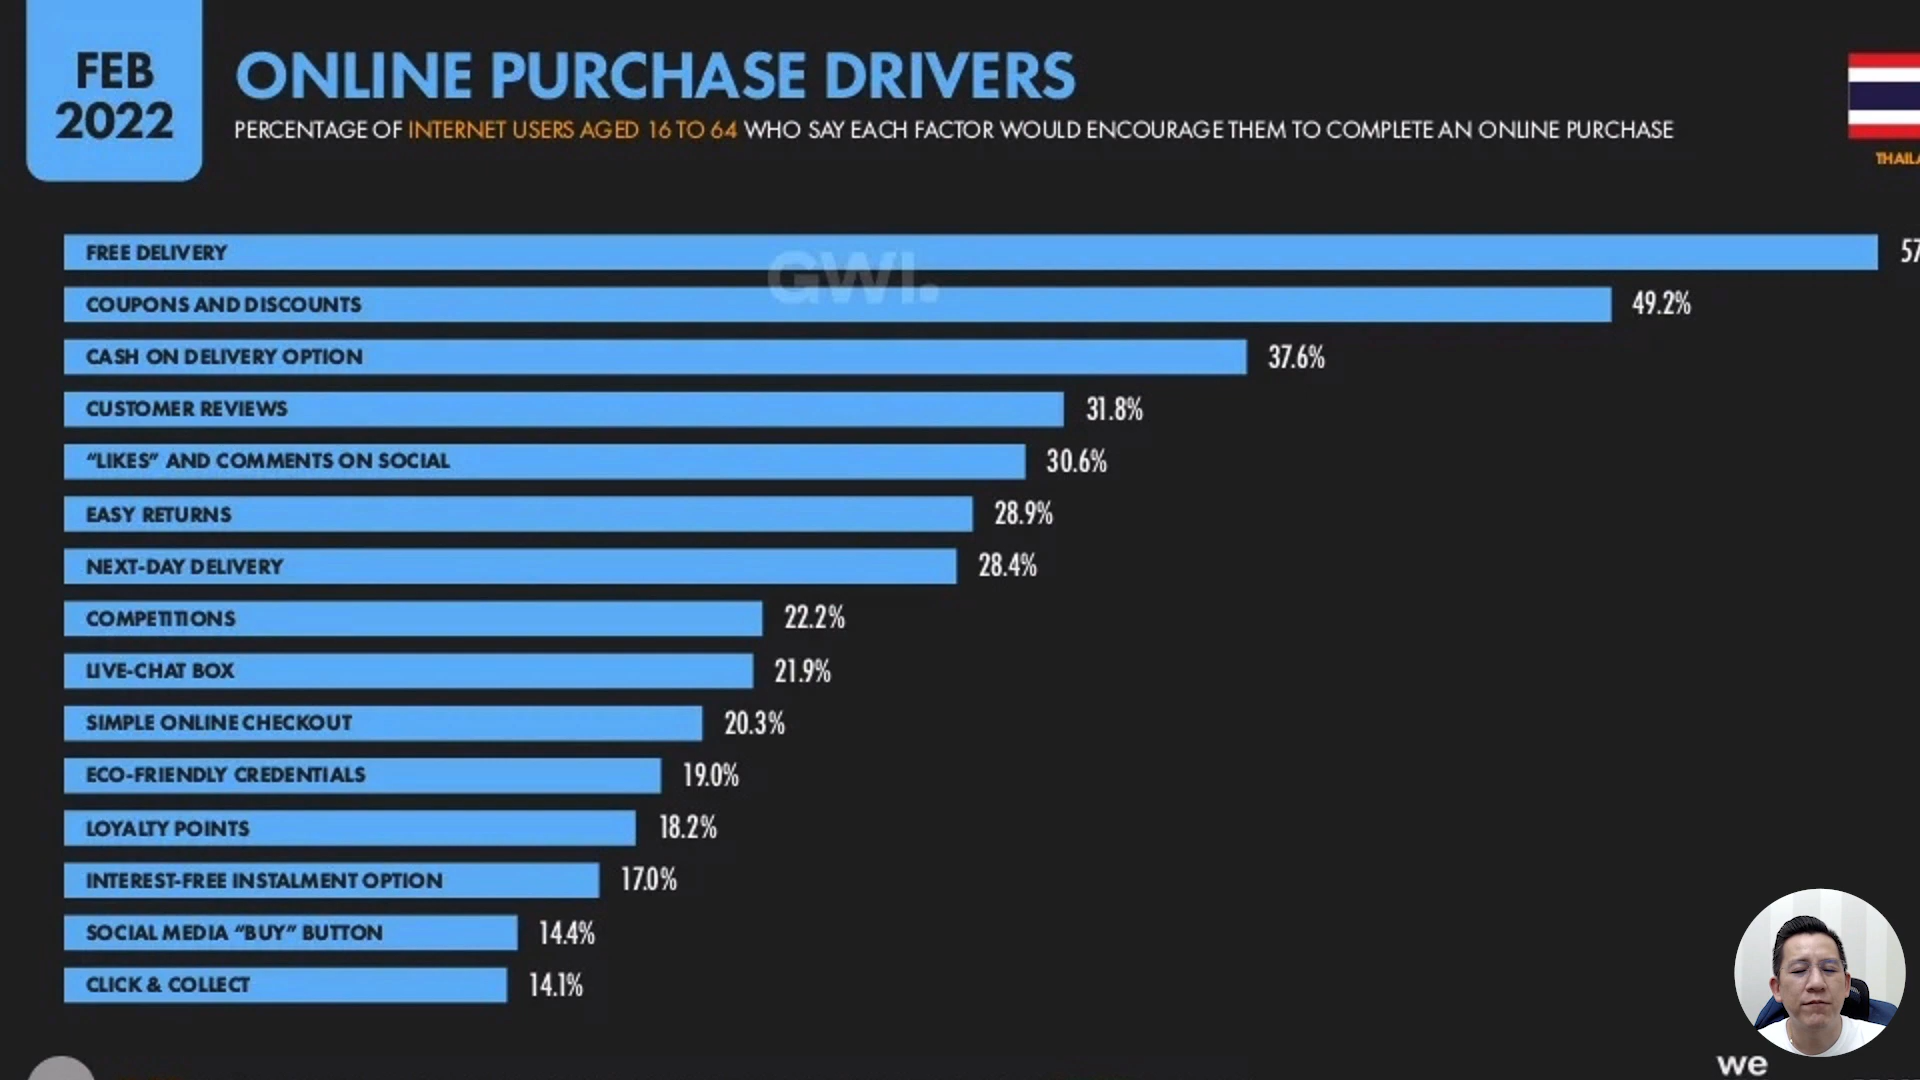 FEB
2022
ONLINE PURCHASE DRIVERS
PERCENTAGE OF INTERNET USERS AGED 16 TO 64 WHO SAY EACH FACTOR WOULD ENCOURAGE THEM TO COMPLETE AN ONLINE PURCHASE
GWI.
FREE DELIVERY 57
COUPONS AND DISCOUNTS 49.2%
CASH ON DELIVERY OPTION 37.6%
CUSTOMER REVIEWS 31.8%
“LIKES” AND COMMENTS ON SOCIAL 30.6%
EASY RETURNS 28.9%
NEXT-DAY DELIVERY 28.4%
COMPETITIONS 22.2%
LIVE-CHAT BOX 21.9%
SIMPLE ONLINE CHECKOUT 20.3%
ECO-FRIENDLY CREDENTIALS 19.0%
LOYALTY POINTS 18.2%
INTEREST-FREE INSTALMENT OPTION 17.0%
SOCIAL MEDIA “BUY” BUTTON 14.4%
CLICK & COLLECT 14.1%
we